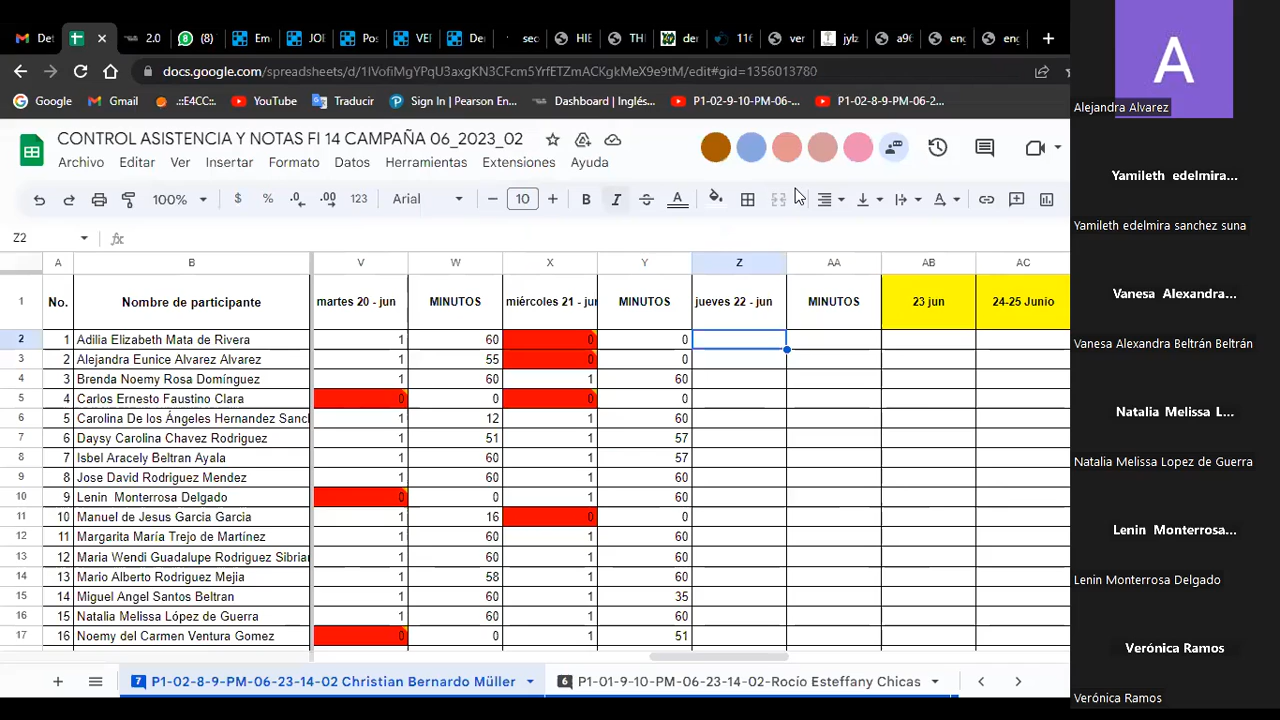 De
2.0
(8)
Em
JOI
Po
VEI
De
sec
HIE
TH
der
116
ver
jylz
a96
enç
enç
docs.google.com/spreadsheets/d/1IVofiMgYPqU3axgKN3CFcm5YrfETZmACKgkMeX9e9tM/edit#gid=1356013780
Google Gmail .::E4CC:. YouTube Traducir Sign In | Pearson En... Dashboard | Inglés,... P1-02-9-10-PM-06-... P1-02-8-9-PM-06-2...
CONTROL ASISTENCIA Y NOTAS FI 14 CAMPAÑA 06_2023_02
Archivo Editar Ver Insertar Formato Datos Herramientas Extensiones Ayuda
100% $ % .0 .00 123 Arial 10 B I S A
Z2 fx
A B V W X Y Z AA AB AC
1 No. Nombre de participante martes 20 - jun MINUTOS miércoles 21 - jun MINUTOS jueves 22 - jun MINUTOS 23 jun 24-25 Junio
2 1 Adilia Elizabeth Mata de Rivera 1 60 0 0
3 2 Alejandra Eunice Alvarez Alvarez 1 55 0 0
4 3 Brenda Noemy Rosa Domínguez 1 60 1 60
5 4 Carlos Ernesto Faustino Clara 0 0 0 0
6 5 Carolina De los Ángeles Hernandez Sancl 1 12 1 60
7 6 Daysy Carolina Chavez Rodriguez 1 51 1 57
8 7 Isbel Aracely Beltran Ayala 1 60 1 57
9 8 Jose David Rodriguez Mendez 1 60 1 60
10 9 Lenin Monterrosa Delgado 0 0 1 60
11 10 Manuel de Jesus Garcia Garcia 1 16 0 0
12 11 Margarita María Trejo de Martínez 1 60 1 60
13 12 Maria Wendi Guadalupe Rodriguez Sibrian 1 60 1 60
14 13 Mario Alberto Rodriguez Mejia 1 58 1 60
15 14 Miguel Angel Santos Beltran 1 60 1 35
16 15 Natalia Melissa López de Guerra 1 60 1 60
17 16 Noemy del Carmen Ventura Gomez 0 0 1 51
7 P1-02-8-9-PM-06-23-14-02 Christian Bernardo Müller 6 P1-01-9-10-PM-06-23-14-02-Rocío Esteffany Chicas
A
Alejandra Alvarez
Yamileth edelmira...
Yamileth edelmira sanchez suna
Vanesa Alexandra...
Vanesa Alexandra Beltrán Beltrán
Natalia Melissa L...
Natalia Melissa Lopez de Guerra
Lenin Monterrosa...
Lenin Monterrosa Delgado
Verónica Ramos
Verónica Ramos